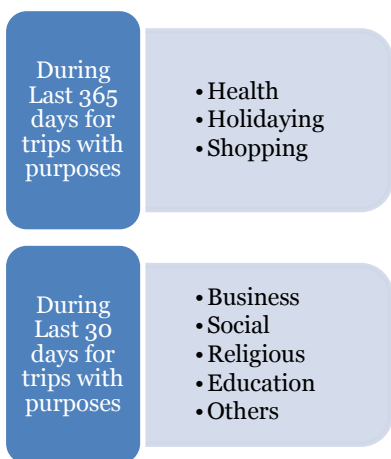 During
Last 365
days for
trips with
purposes
• Health
• Holidaying
• Shopping
During
Last 30
days for
trips with
purposes
• Business
• Social
• Religious
• Education
• Others